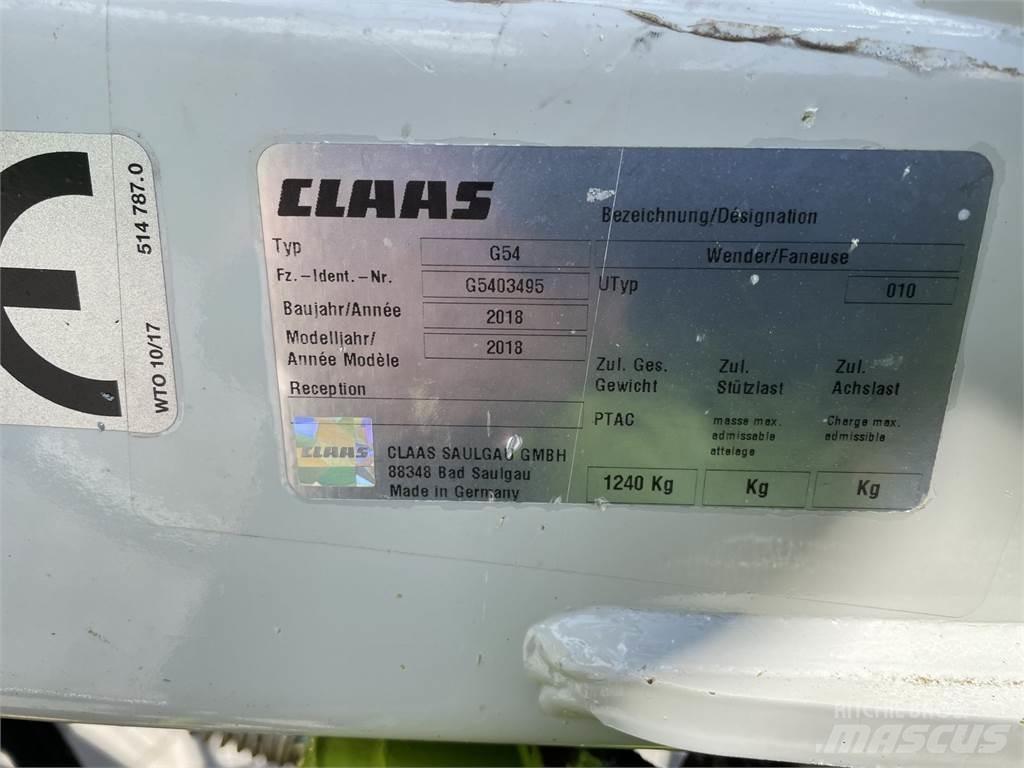 514 787.0
WTO 10/17
CLAAS
Bezeichnung/Désignation
Typ G54 Wender/Faneuse
Fz.-Ident.-Nr. G5403495 UTyp 010
Baujahr/Année 2018
Modelljahr/
Année Modèle 2018
Reception
Zul. Ges.
Gewicht
Zul.
Stützlast
Zul.
Achslast
PTAC
masse max.
admissable
attelage
Charge max.
admissible
1240 Kg Kg Kg
CLAAS
CLAAS SAULGAU GMBH
88348 Bad Saulgau
Made in Germany
RITCHIE BROS
MASCUS